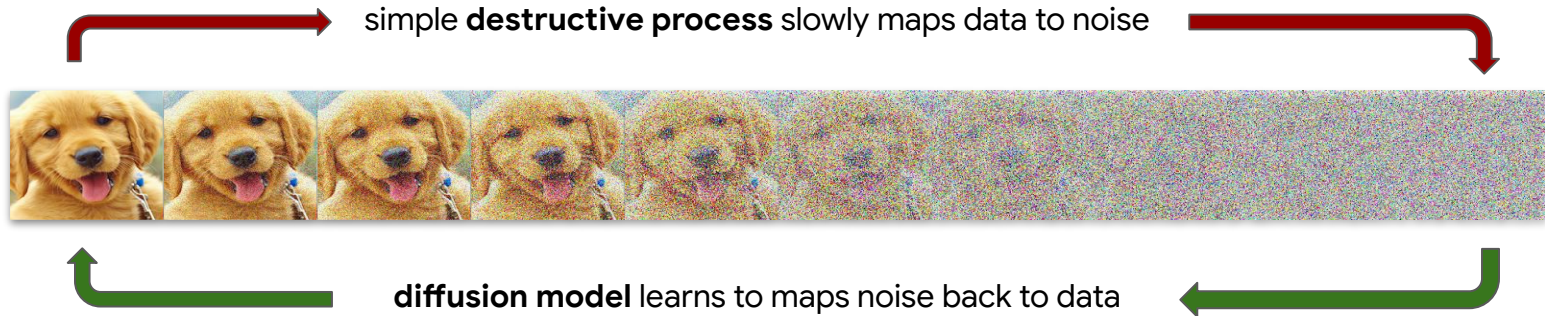 simple destructive process slowly maps data to noise
diffusion model learns to maps noise back to data